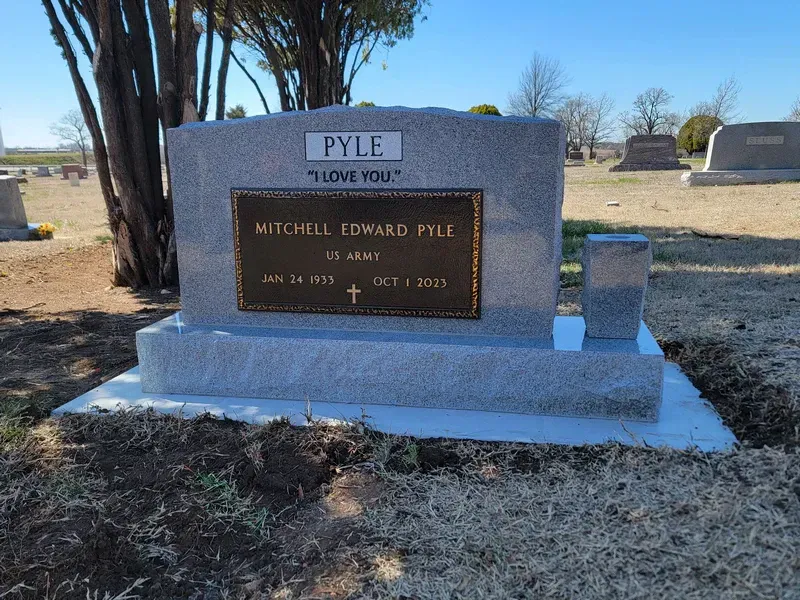 PYLE
"I LOVE YOU."
MITCHELL EDWARD PYLE
US ARMY
JAN 24 1933 OCT 1 2023